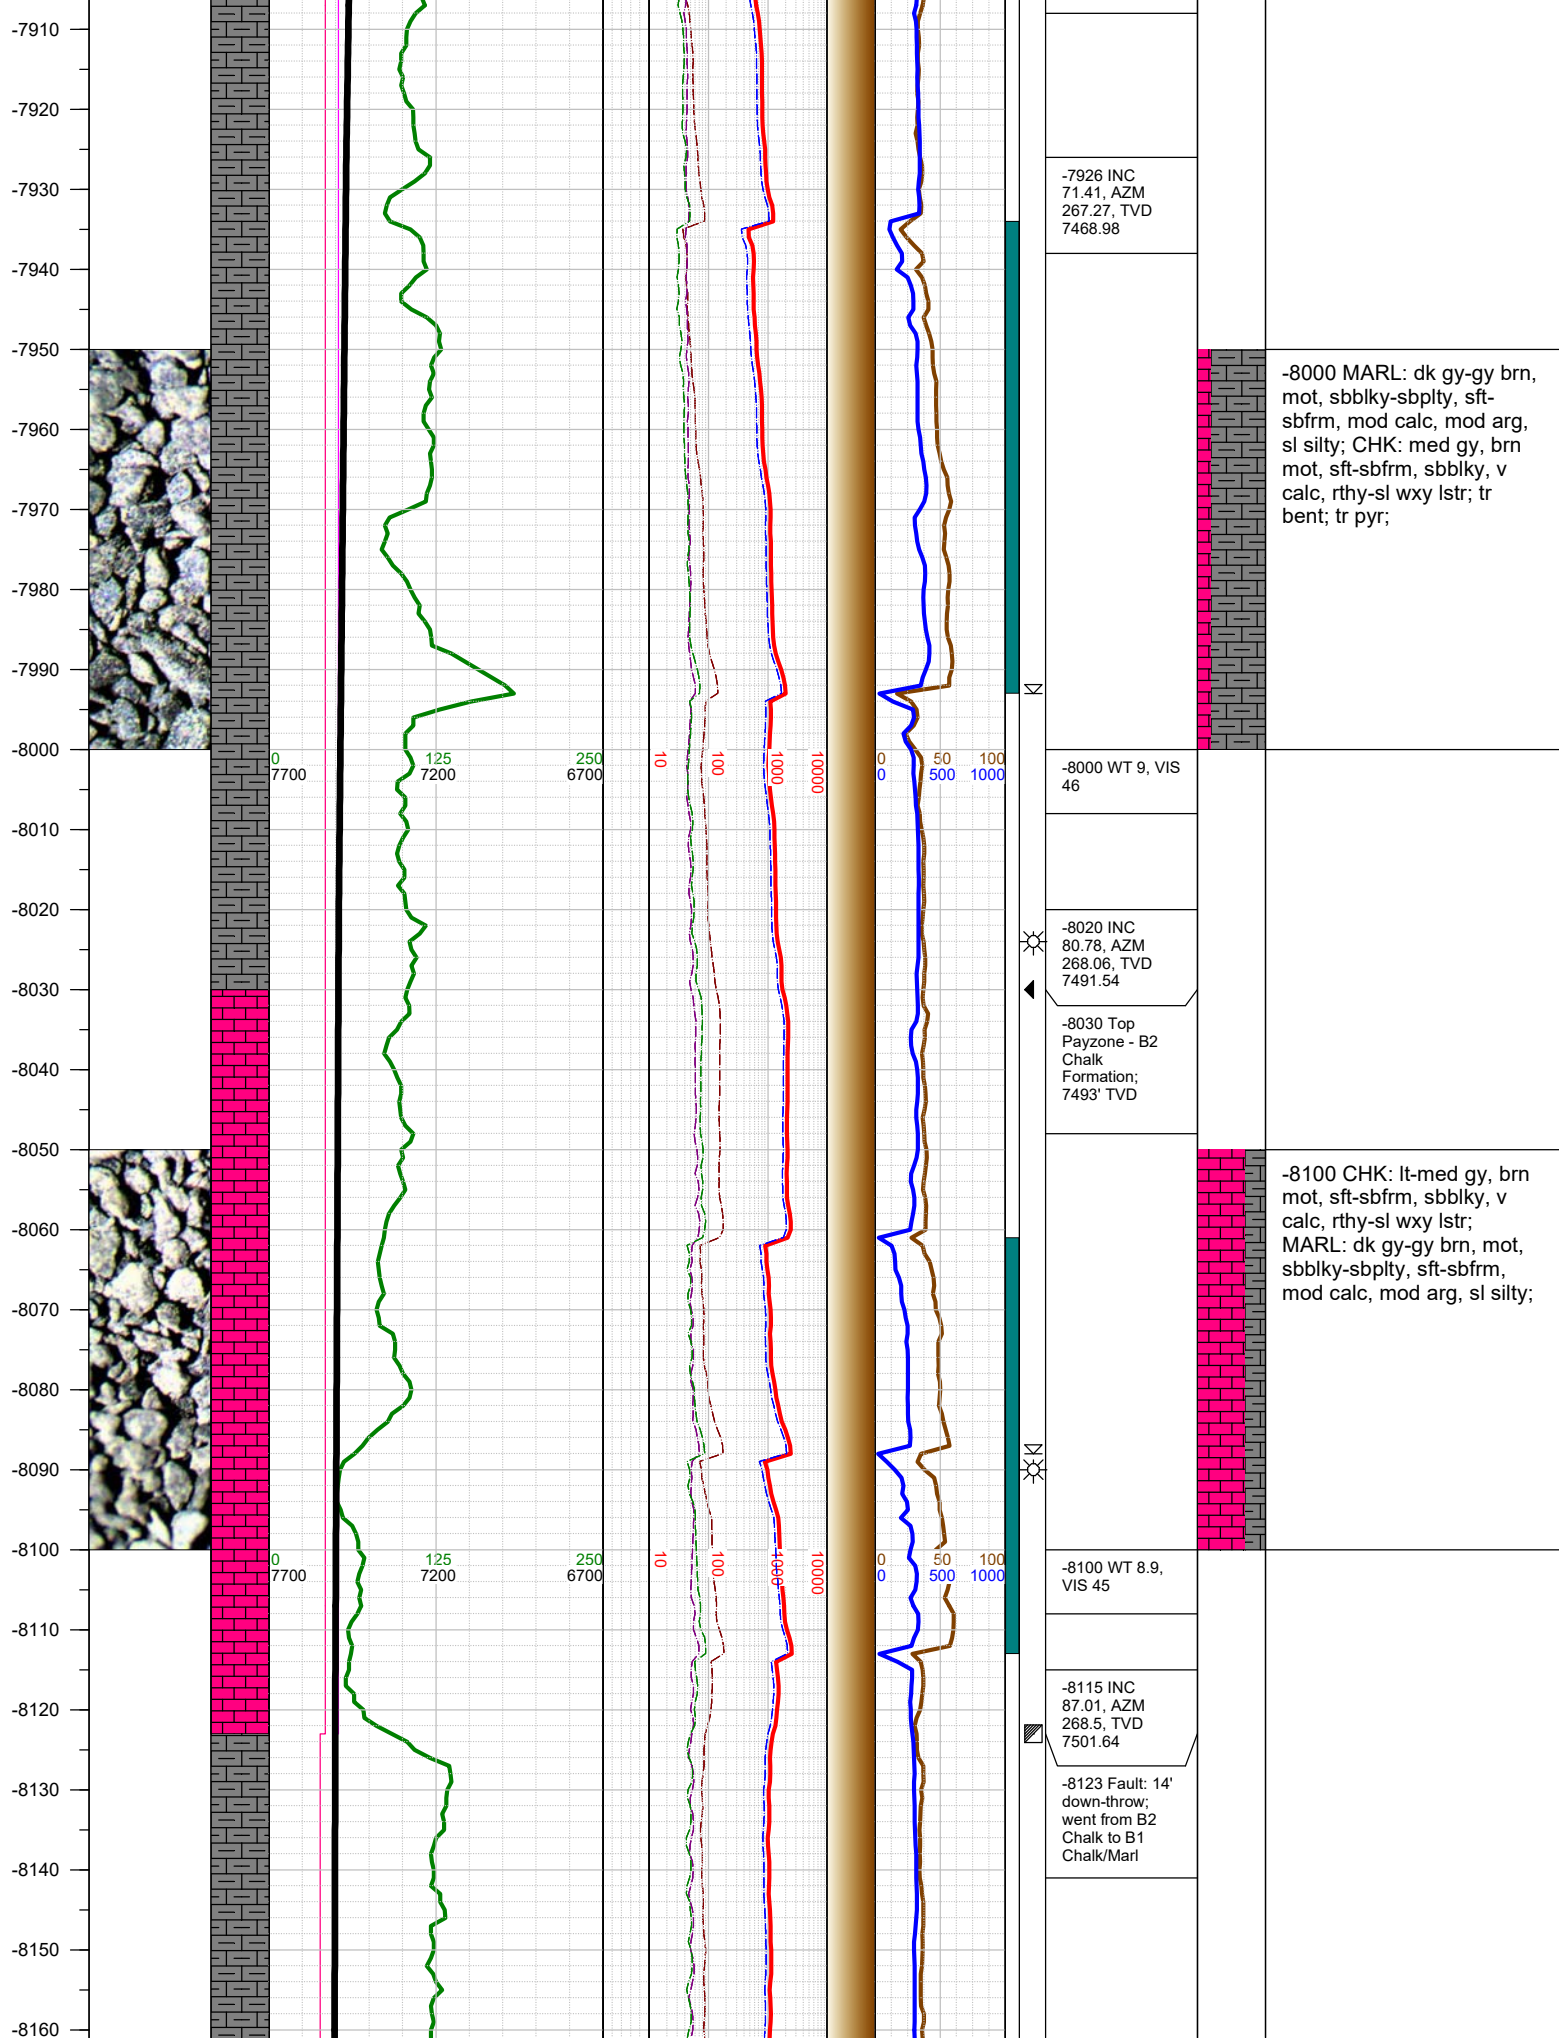 -7910
-7920
-7926 INC
71.41, AZM
267.27, TVD
7468.98
-7930
-7940
-7950
-8000 MARL: dk gy-gy brn,
mot, sbblky-sbplty, sft-
sbfrm, mod calc, mod arg,
sl silty; CHK: med gy, brn
mot, sft-sbfrm, sbblky, v
calc, rthy-sl wxy lstr; tr
bent; tr pyr;
-7960
-7970
-7980
-7990
-8000
0 125 250
7700 7200 6700
10 100 1000 10000
0 50 100
0 500 1000
-8000 WT 9, VIS
46
-8010
-8020
-8020 INC
80.78, AZM
268.06, TVD
7491.54
-8030
-8030 Top
Payzone - B2
Chalk
Formation;
7493' TVD
-8040
-8050
-8100 CHK: lt-med gy, brn
mot, sft-sbfrm, sbblky, v
calc, rthy-sl wxy lstr;
MARL: dk gy-gy brn, mot,
sbblky-sbplty, sft-sbfrm,
mod calc, mod arg, sl silty;
-8060
-8070
-8080
-8090
-8100
0 125 250
7700 7200 6700
10 100 1000 10000
0 50 100
0 500 1000
-8100 WT 8.9,
VIS 45
-8110
-8115 INC
87.01, AZM
268.5, TVD
7501.64
-8120
-8123 Fault: 14'
down-throw;
went from B2
Chalk to B1
Chalk/Marl
-8130
-8140
-8150
-8160